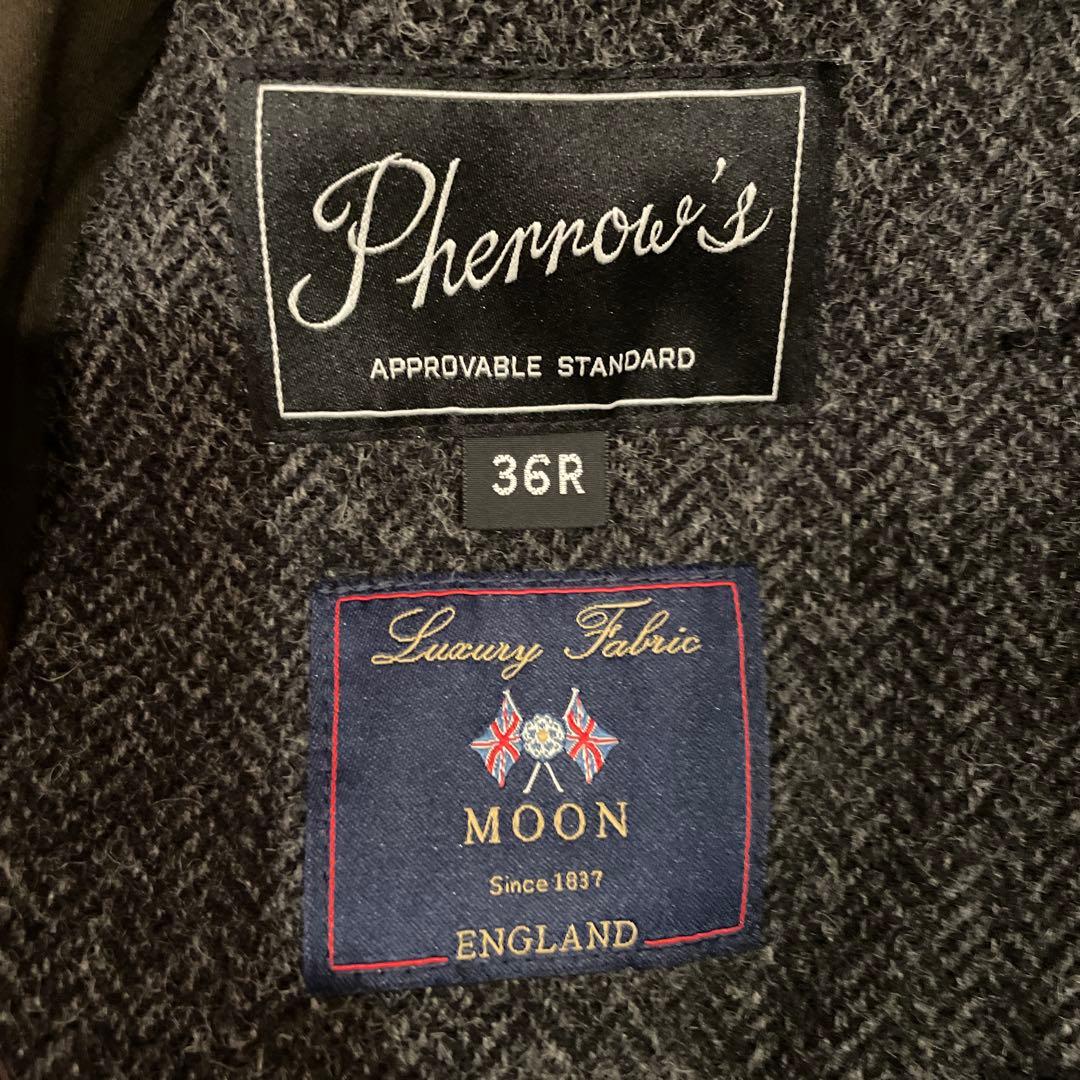 Pherrow's
APPROVABLE STANDARD
36R
Luxury Fabric
MOON
Since 1837
ENGLAND